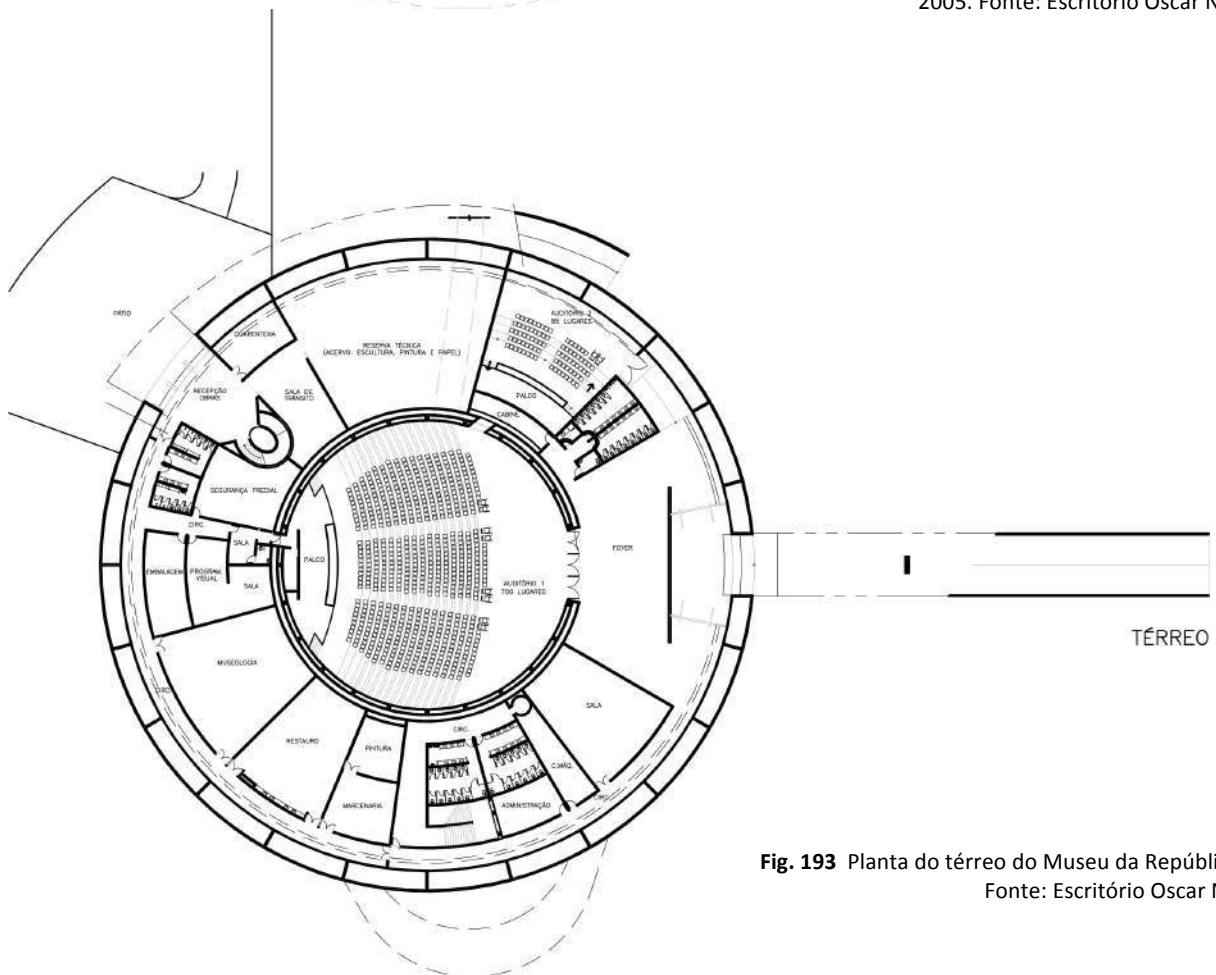 2005. Fonte: Escritório Oscar N
PÁTIO
QUARENTENA
RESERVA TÉCNICA
(ACERVO: ESCULTURA, PINTURA E PAPEL)
AUDITÓRIO 2
85 LUGARES
RECEPÇÃO
OBRAS
SALA DE
TRÂNSITO
PALCO
CABINE
SEGURANÇA PREDIAL
CIRC.
SALA
EMBALAGEM
PROGRAM.
VISUAL
SALA
PALCO
AUDITÓRIO 1
700 LUGARES
FOYER
TÉRREO
MUSEOLOGIA
CIRC.
SALA
RESTAURO
PINTURA
CIRC.
C.MÁQ.
MARCENARIA
ADMINISTRAÇÃO
CIRC.
Fig. 193 Planta do térreo do Museu da Repúbli
Fonte: Escritório Oscar N